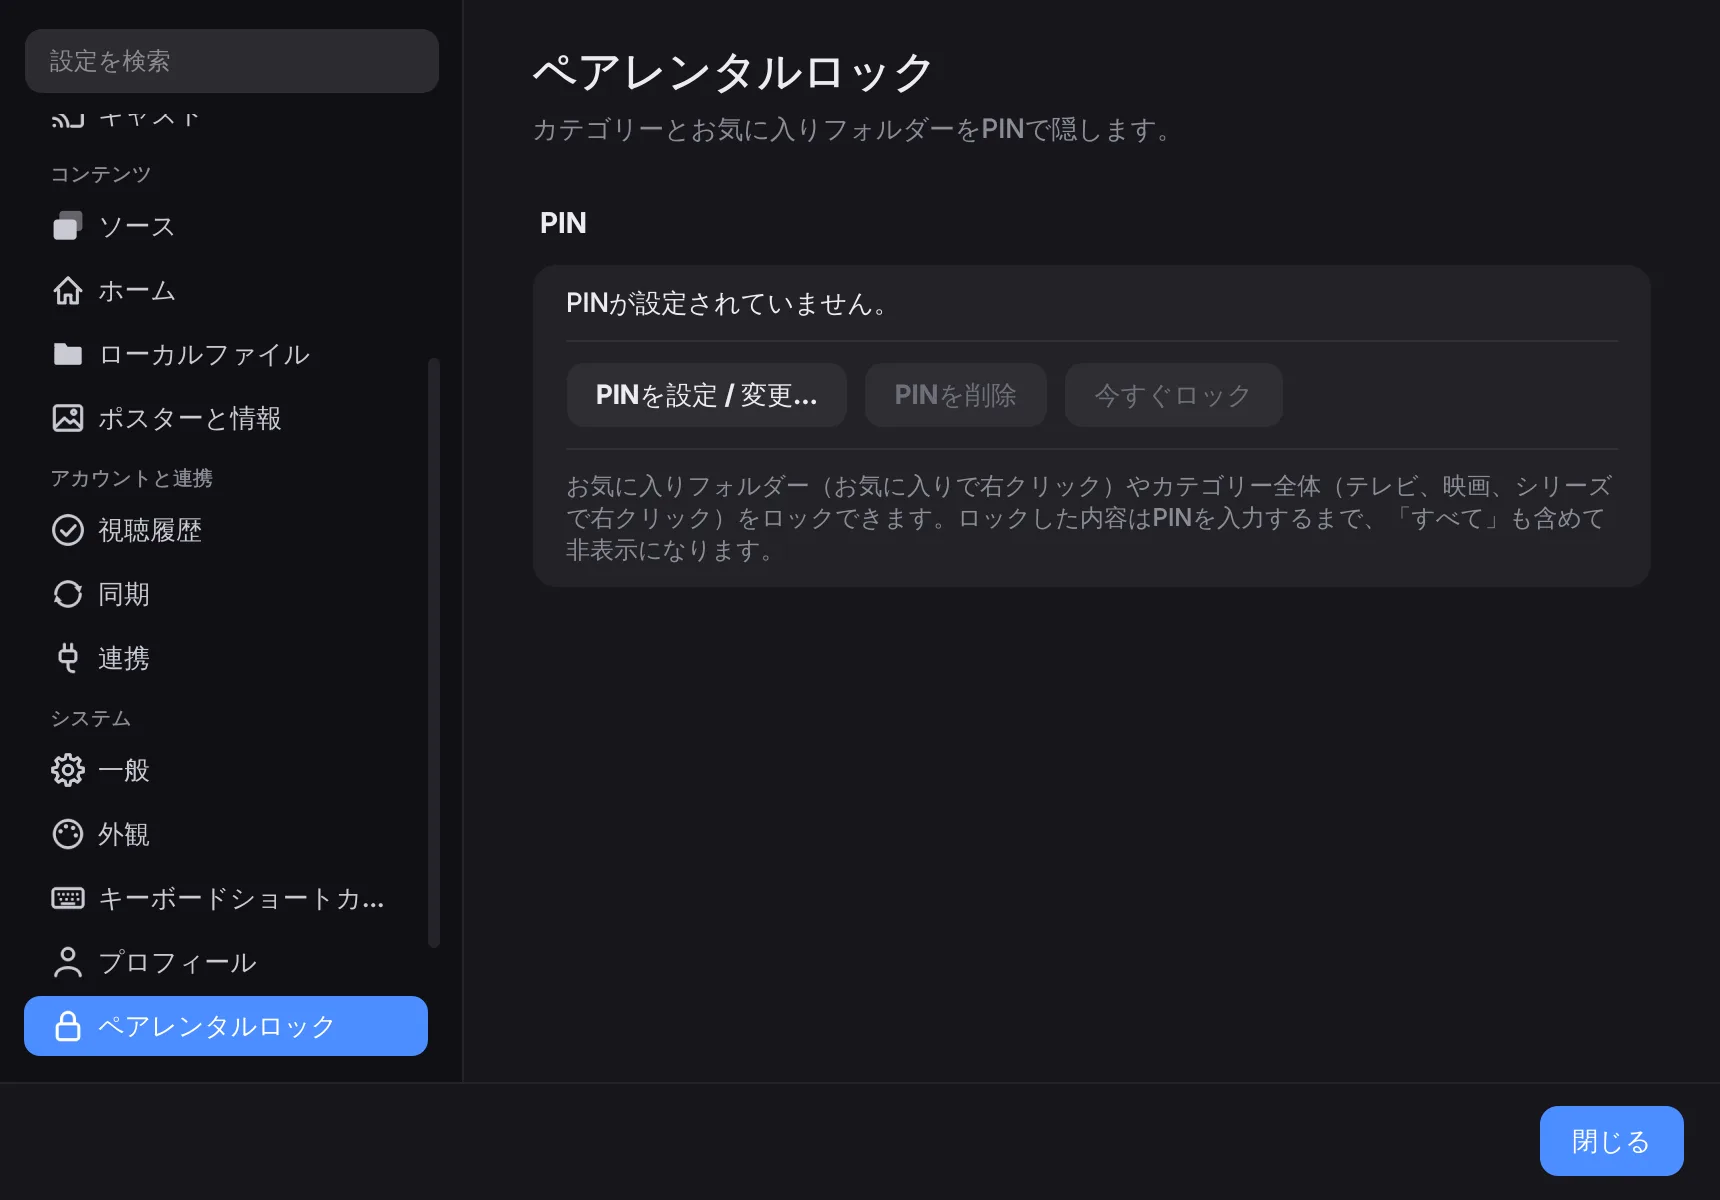 設定を検索
キャスト
コンテンツ
ソース
ホーム
ローカルファイル
ポスターと情報
アカウントと連携
視聴履歴
同期
連携
システム
一般
外観
キーボードショートカ...
プロフィール
ペアレンタルロック
ペアレンタルロック
カテゴリーとお気に入りフォルダーをPINで隠します。
PIN
PINが設定されていません。
PINを設定 / 変更...
PINを削除
今すぐロック
お気に入りフォルダー（お気に入りで右クリック）やカテゴリー全体（テレビ、映画、シリーズ
で右クリック）をロックできます。ロックした内容はPINを入力するまで、「すべて」も含めて
非表示になります。
閉じる